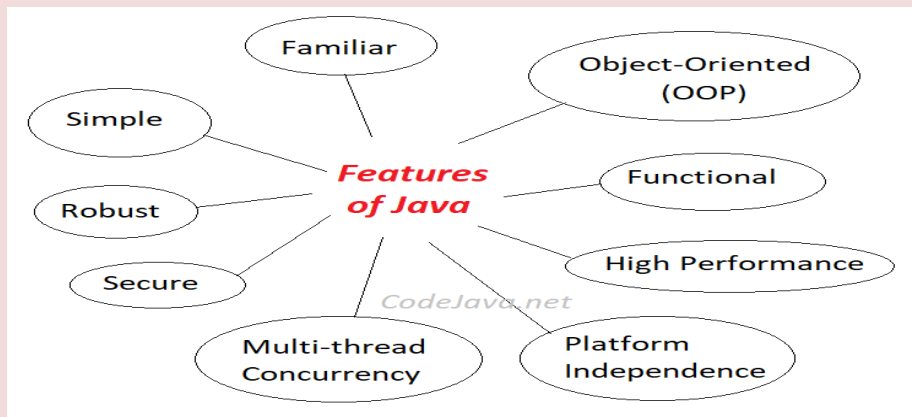 Familiar
Object-Oriented
(OOP)
Simple
Features
of Java
Functional
Robust
High Performance
Secure
CodeJava.net
Multi-thread
Concurrency
Platform
Independence